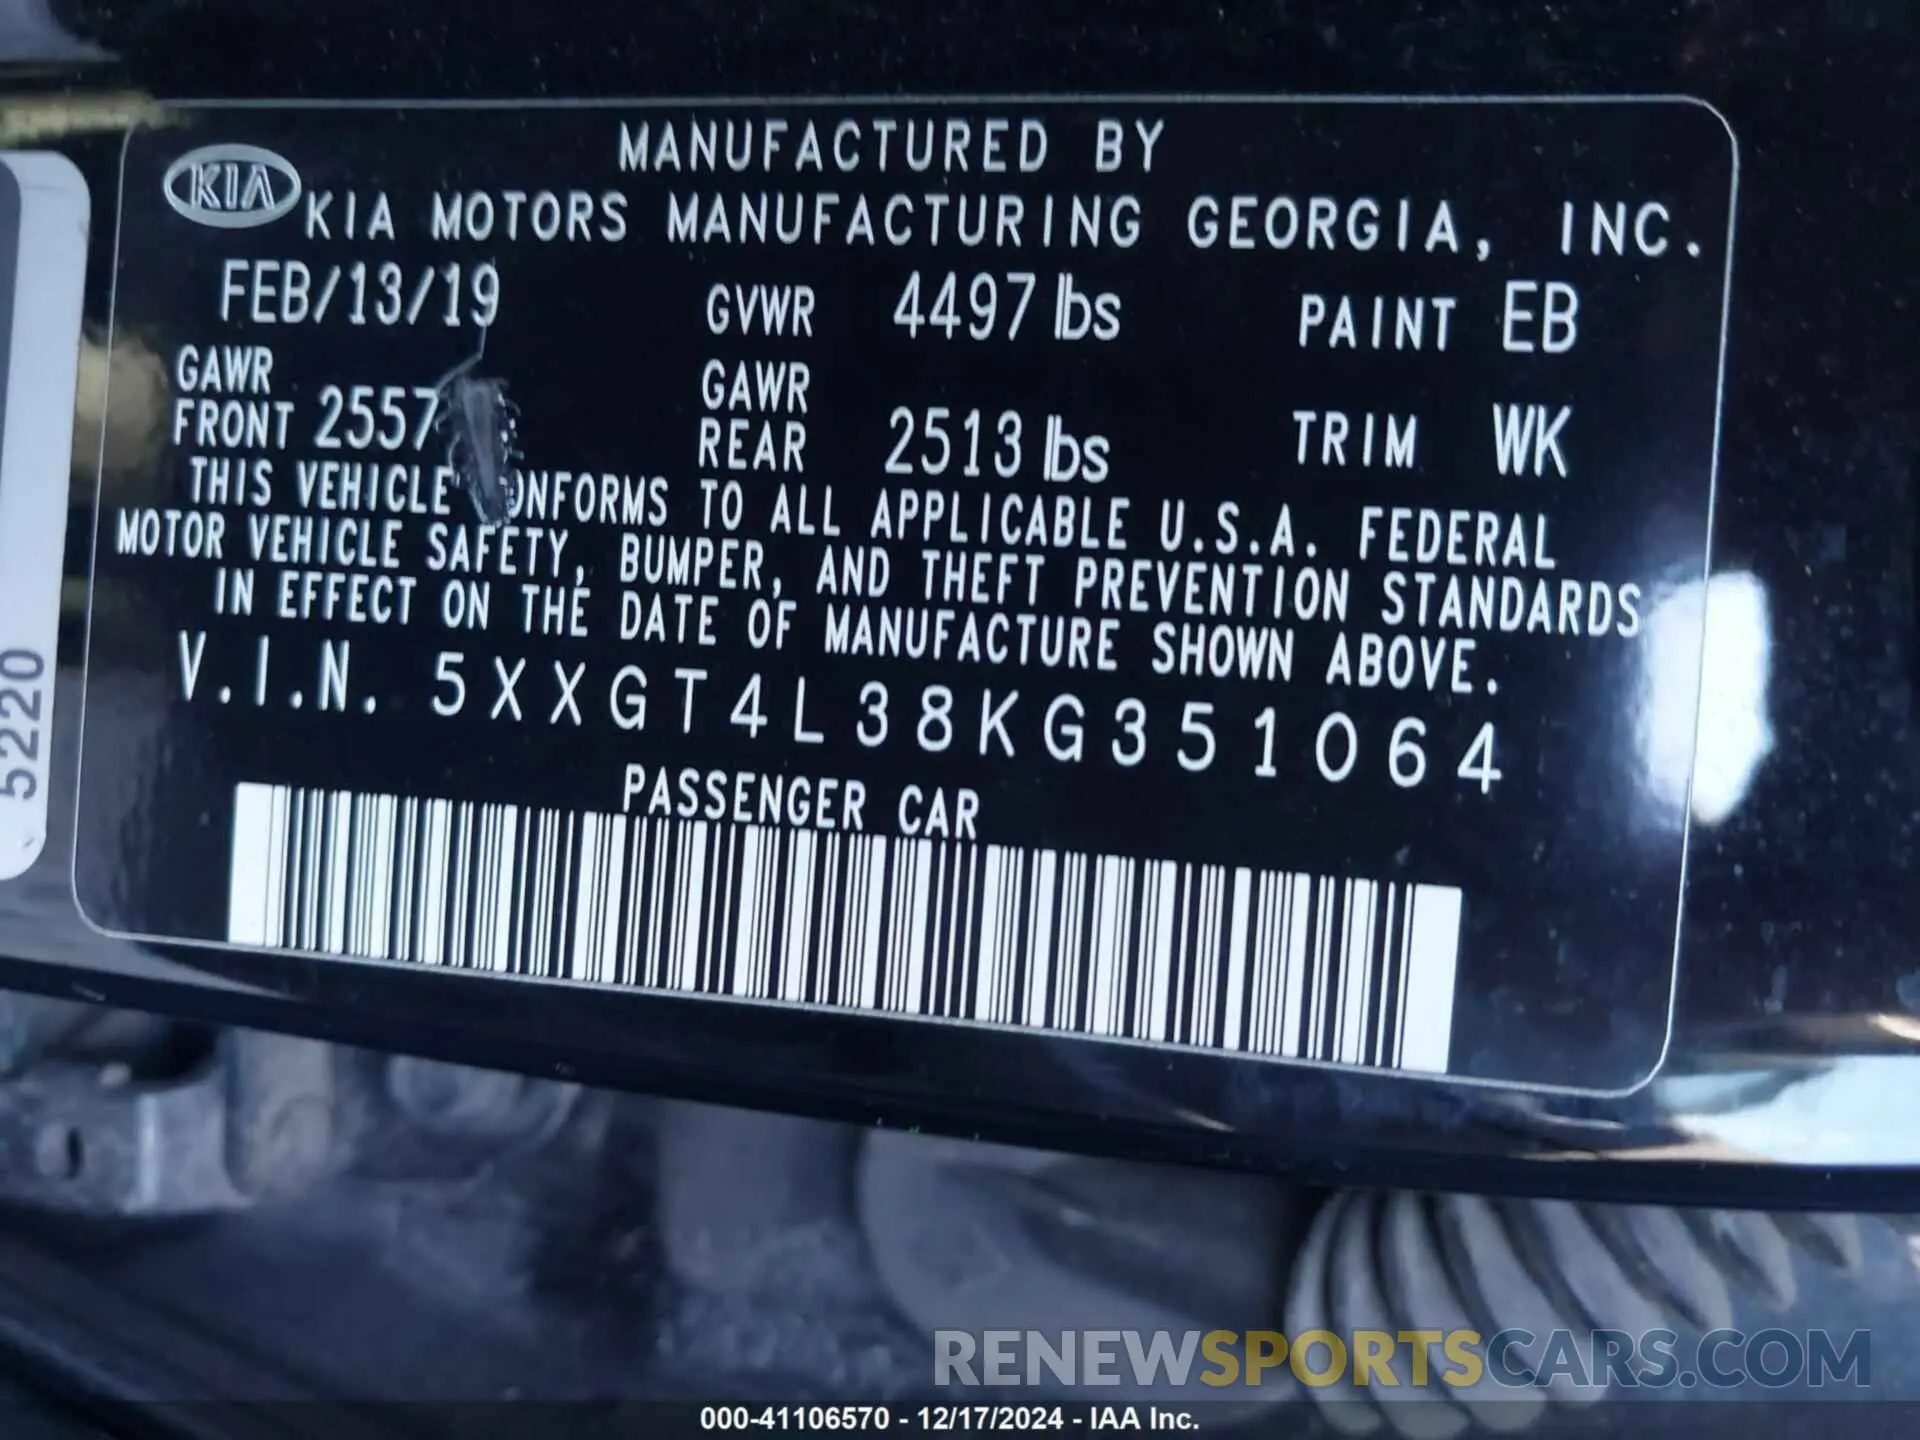 MANUFACTURED BY
KIA KIA MOTORS MANUFACTURING GEORGIA, INC.
FEB/13/19 GVWR 4497 lbs PAINT EB
GAWR FRONT 2557 GAWR REAR 2513 lbs TRIM WK
THIS VEHICLE CONFORMS TO ALL APPLICABLE U.S.A. FEDERAL
MOTOR VEHICLE SAFETY, BUMPER, AND THEFT PREVENTION STANDARDS
IN EFFECT ON THE DATE OF MANUFACTURE SHOWN ABOVE.
V.I.N. 5XXGT4L38KG351064
PASSENGER CAR
5220
RENEWSPORTSCARS.COM
000-41106570 - 12/17/2024 - IAA Inc.